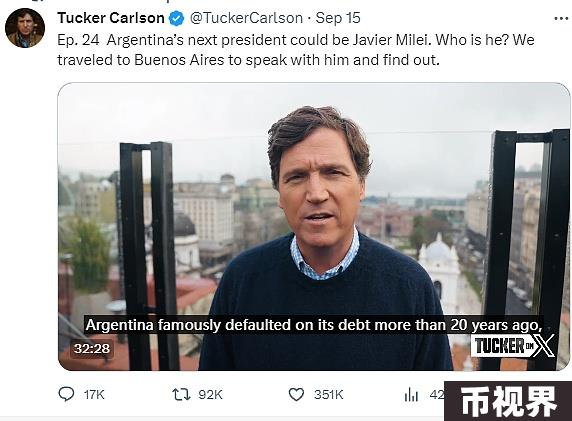 Tucker Carlson @TuckerCarlson · Sep 15
Ep. 24 Argentina's next president could be Javier Milei. Who is he? We
traveled to Buenos Aires to speak with him and find out.
Argentina famously defaulted on its debt more than 20 years ago,
32:28
TUCKER ON X
17K 92K 351K 42
币视界